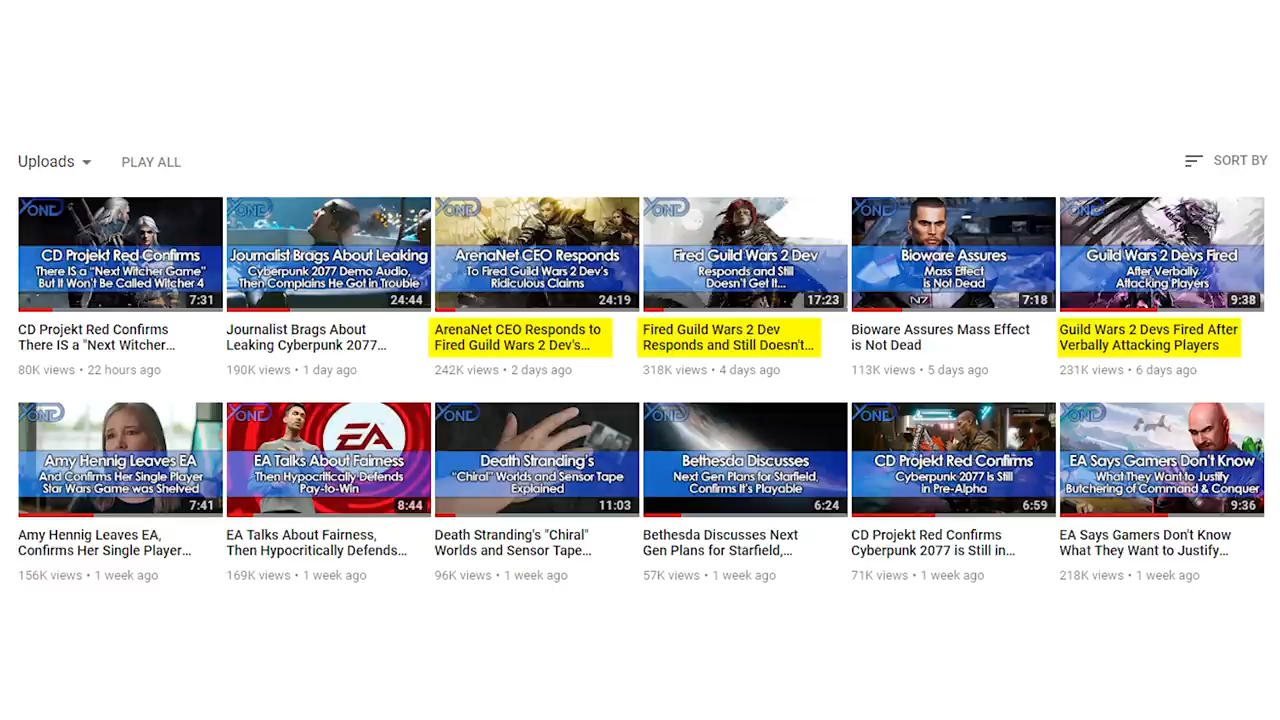 Uploads PLAY ALL SORT BY
YONG
CD Projekt Red Confirms
There IS a "Next Witcher Game"
But It Won't Be Called Witcher 4
7:31
CD Projekt Red Confirms
There IS a "Next Witcher...
80K views • 22 hours ago
YONG
Journalist Brags About Leaking
Cyberpunk 2077 Demo Audio,
Then Complains He Got in Trouble
24:44
Journalist Brags About
Leaking Cyberpunk 2077...
190K views • 1 day ago
YONG
ArenaNet CEO Responds
To Fired Guild Wars 2 Dev's
Ridiculous Claims
24:19
ArenaNet CEO Responds to
Fired Guild Wars 2 Dev's...
242K views • 2 days ago
YONG
Fired Guild Wars 2 Dev
Responds and Still
Doesn't Get It...
17:23
Fired Guild Wars 2 Dev
Responds and Still Doesn't...
318K views • 4 days ago
YONG
Bioware Assures
Mass Effect
is Not Dead
N7
7:18
Bioware Assures Mass Effect
is Not Dead
113K views • 5 days ago
YONG
Guild Wars 2 Devs Fired
After Verbally
Attacking Players
9:38
Guild Wars 2 Devs Fired After
Verbally Attacking Players
231K views • 6 days ago
YONG
Amy Hennig Leaves EA
And Confirms Her Single Player
Star Wars Game was Shelved
7:41
Amy Hennig Leaves EA,
Confirms Her Single Player...
156K views • 1 week ago
YONG
EA
EA Talks About Fairness
Then Hypocritically Defends
Pay-to-Win
8:44
EA Talks About Fairness,
Then Hypocritically Defends...
169K views • 1 week ago
YONG
Death Stranding's
"Chiral" Worlds and Sensor Tape
Explained
11:03
Death Stranding's "Chiral"
Worlds and Sensor Tape...
96K views • 1 week ago
YONG
Bethesda Discusses
Next Gen Plans for Starfield,
Confirms It's Playable
6:24
Bethesda Discusses Next
Gen Plans for Starfield,...
57K views • 1 week ago
YONG
CD Projekt Red Confirms
Cyberpunk 2077 is Still
in Pre-Alpha
6:59
CD Projekt Red Confirms
Cyberpunk 2077 is Still in...
71K views • 1 week ago
YONG
EA Says Gamers Don't Know
What They Want to Justify
Butchering of Command & Conquer
9:36
EA Says Gamers Don't Know
What They Want to Justify...
218K views • 1 week ago